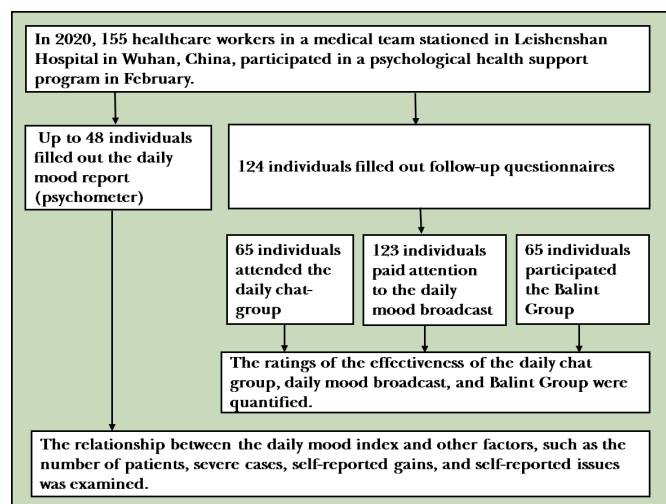 In 2020, 155 healthcare workers in a medical team stationed in Leishenshan
Hospital in Wuhan, China, participated in a psychological health support
program in February.
Up to 48 individuals
filled out the daily
mood report
(psychometer)
124 individuals filled out follow-up questionnaires
65 individuals
attended the
daily chat-
group
123 individuals
paid attention
to the daily
mood broadcast
65 individuals
participated
the Balint
Group
The ratings of the effectiveness of the daily chat
group, daily mood broadcast, and Balint Group were
quantified.
The relationship between the daily mood index and other factors, such as the
number of patients, severe cases, self-reported gains, and self-reported issues
was examined.